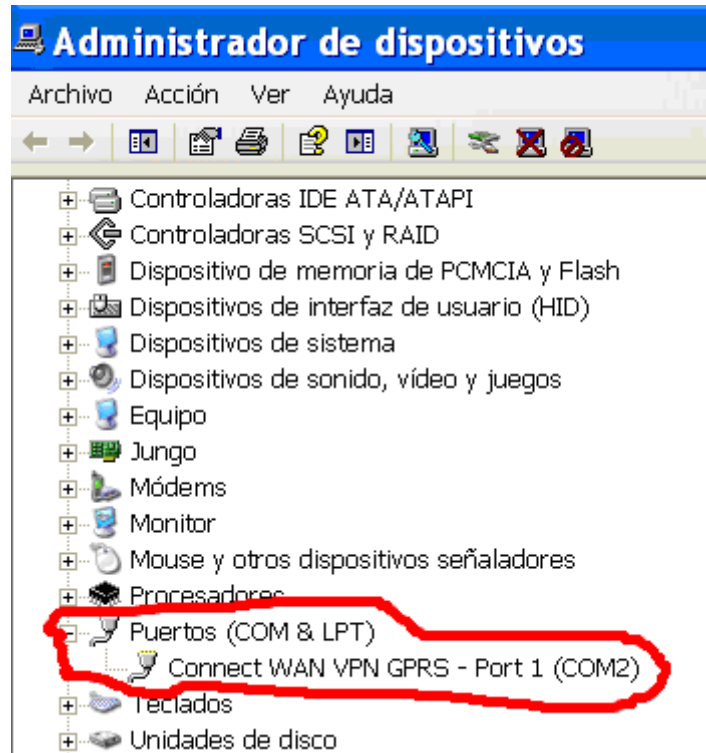 Administrador de dispositivos
Archivo Acción Ver Ayuda
Controladoras IDE ATA/ATAPI
Controladoras SCSI y RAID
Dispositivo de memoria de PCMCIA y Flash
Dispositivos de interfaz de usuario (HID)
Dispositivos de sistema
Dispositivos de sonido, vídeo y juegos
Equipo
Jungo
Módems
Monitor
Mouse y otros dispositivos señaladores
Procesadores
Puertos (COM & LPT)
Connect WAN VPN GPRS - Port 1 (COM2)
Teclados
Unidades de disco